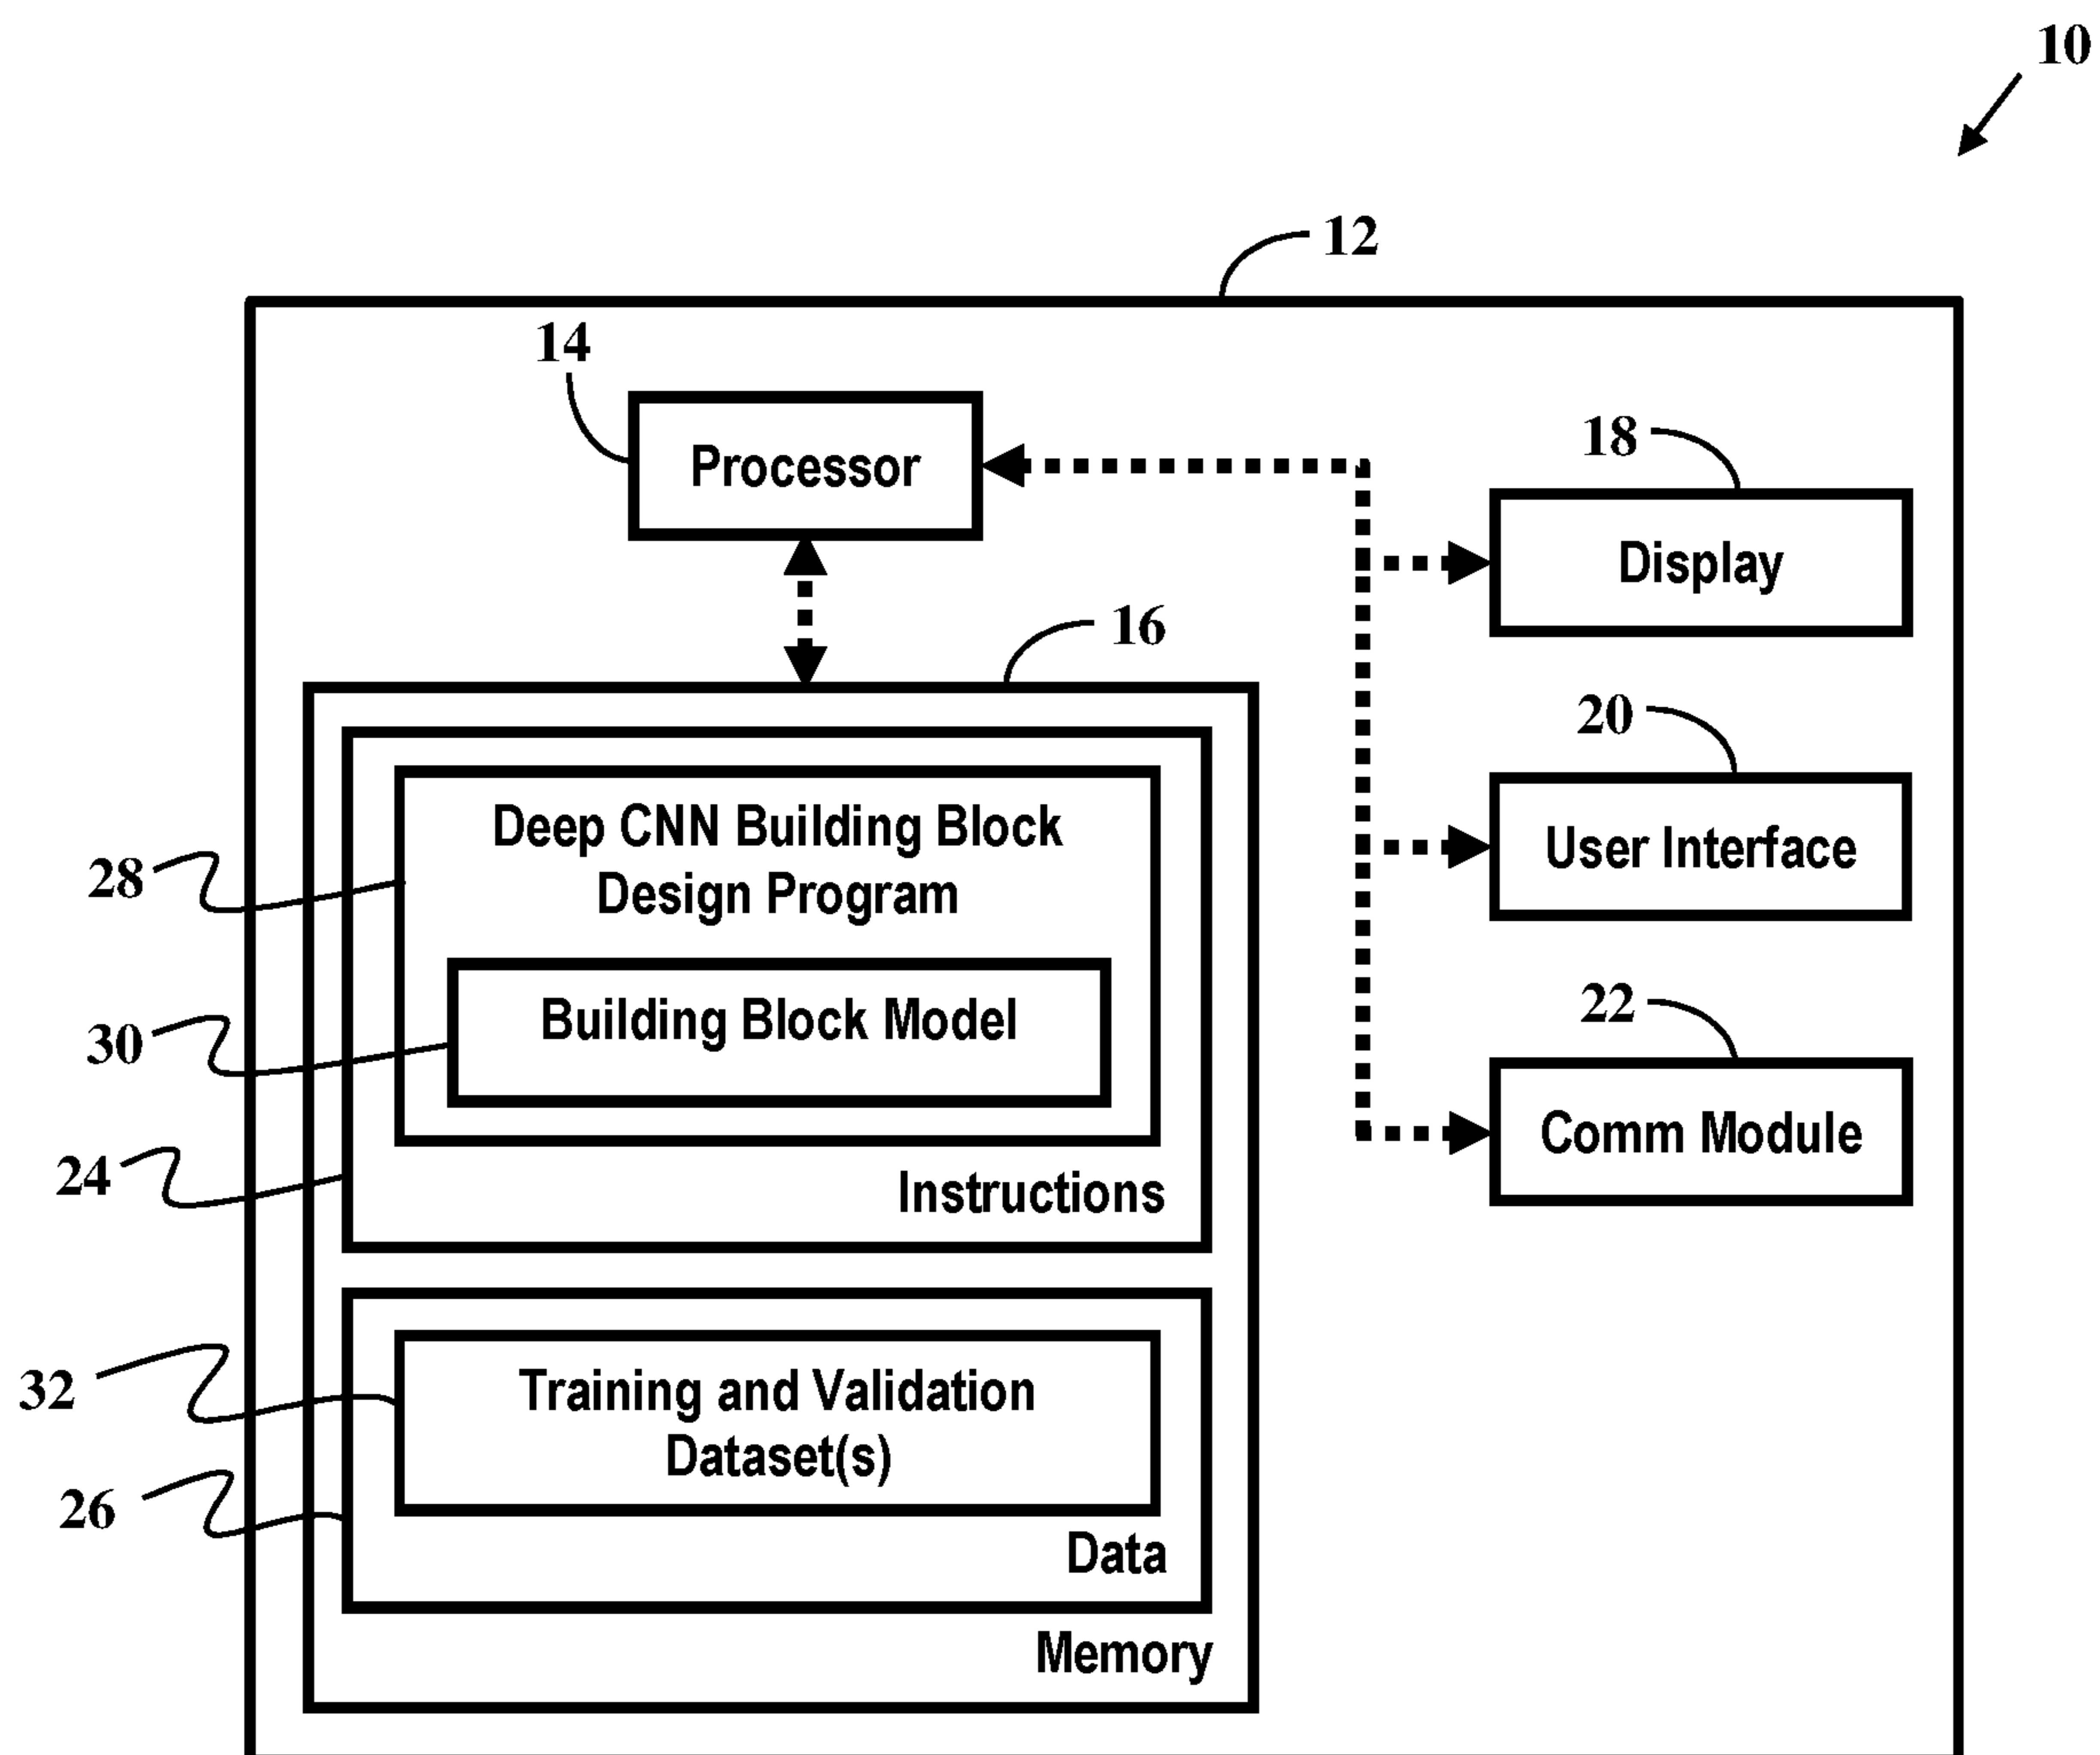 10
12
14
Processor
18
Display
16
20
User Interface
Deep CNN Building Block
Design Program
28
22
Building Block Model
30
Comm Module
24
Instructions
Training and Validation
Dataset(s)
32
26
Data
Memory